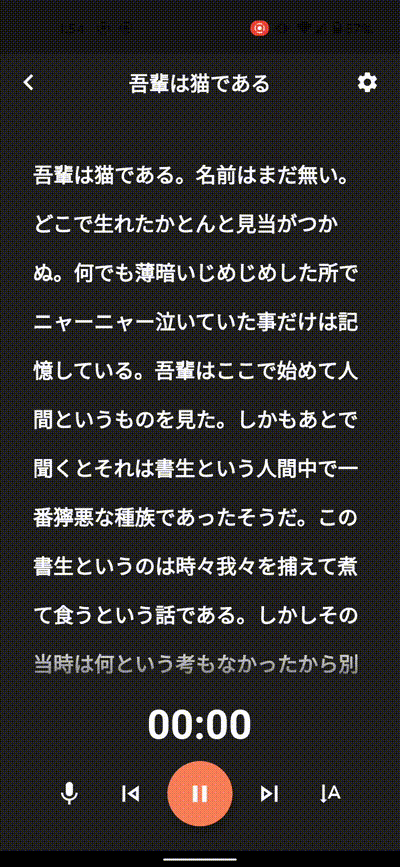 吾輩は猫である
吾輩は猫である。名前はまだ無い。
どこで生れたかとんと見当がつか
ぬ。何でも薄暗いじめじめした所で
ニャーニャー泣いていた事だけは記
憶している。吾輩はここで始めて人
間というものを見た。しかもあとで
聞くとそれは書生という人間中で一
番獰悪な種族であったそうだ。この
書生というのは時々我々を捕えて煮
て食うという話である。しかしその
当時は何という考もなかったから別
00:00
A